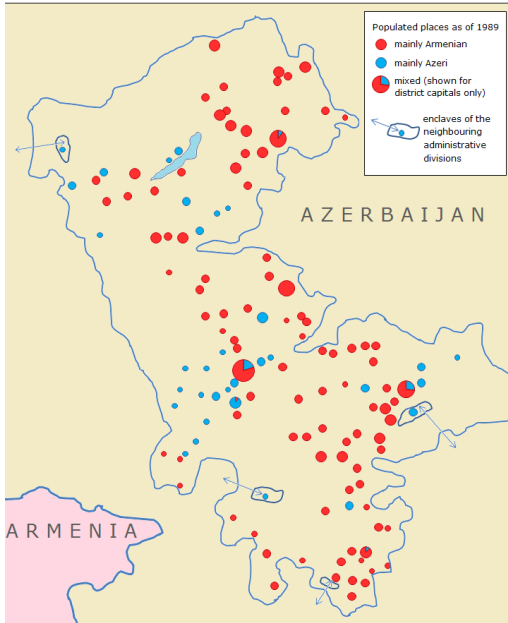 Populated places as of 1989
mainly Armenian
mainly Azeri
mixed (shown for
district capitals only)
enclaves of the
neighbouring
administrative
divisions
AZERBAIJAN
ARMENIA